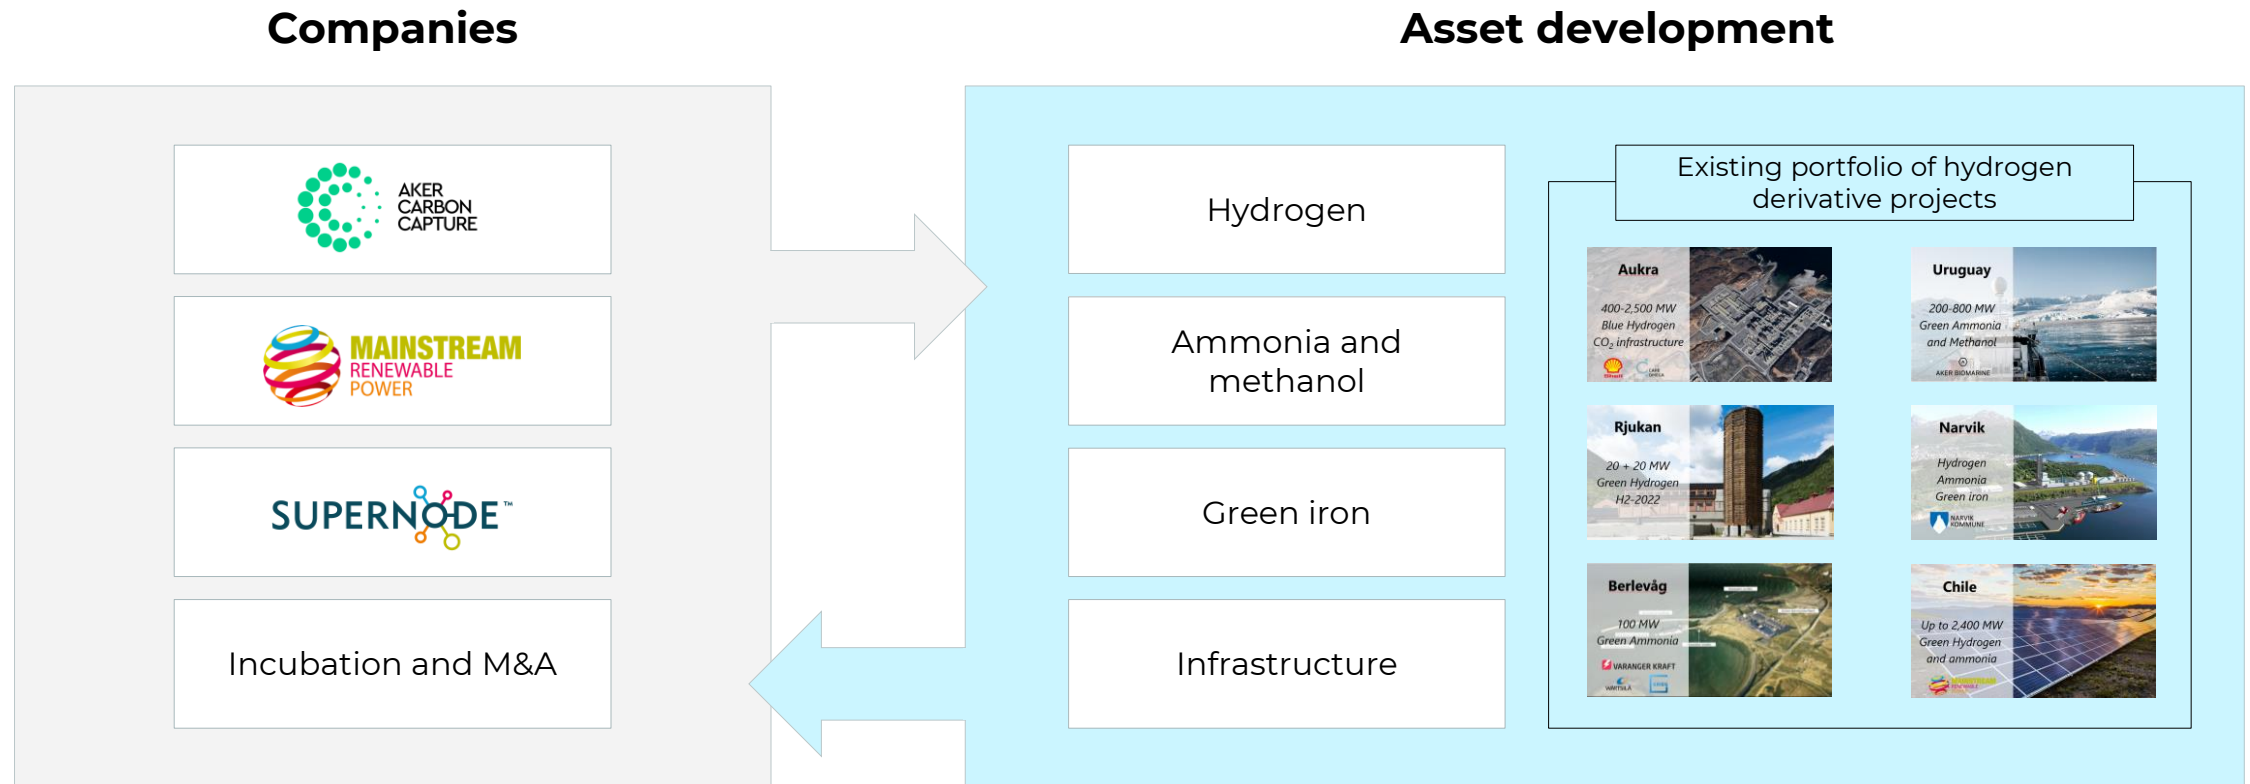 Companies
Asset development
AKER
CARBON
CAPTURE
MAINSTREAM
RENEWABLE
POWER
SUPERNODE™
Incubation and M&A
Hydrogen
Ammonia and
methanol
Green iron
Infrastructure
Existing portfolio of hydrogen
derivative projects
Aukra
400-2,500 MW
Blue Hydrogen
CO₂ infrastructure
Shell
Uruguay
200-800 MW
Green Ammonia
and Methanol
AKER BIOMARINE
Rjukan
20 + 20 MW
Green Hydrogen
H2-2022
Narvik
Hydrogen
Ammonia
Green iron
NARVIK
KOMMUNE
Berlevåg
100 MW
Green Ammonia
VARANGER KRAFT
WÄRTSILÄ
Chile
Up to 2,400 MW
Green Hydrogen
and ammonia
MAINSTREAM
RENEWABLE
POWER